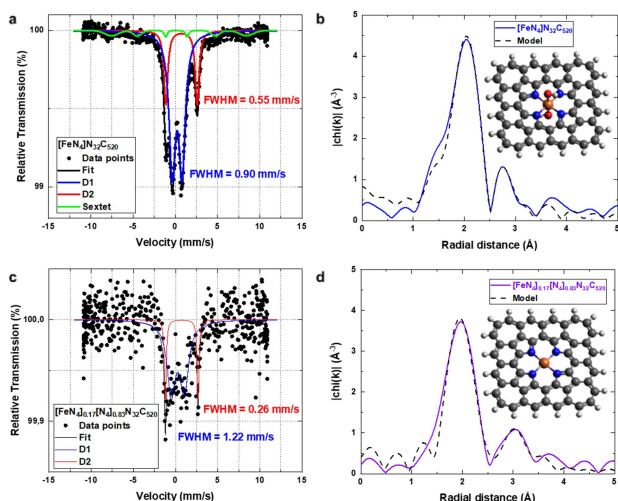 a
100
99
Relative Transmission (%)
FWHM = 0.55 mm/s
FWHM = 0.90 mm/s
[FeN4]N32C520
Data points
Fit
D1
D2
Sextet
-15 -10 -5 0 5 10 15
Velocity (mm/s)
b
[FeN4]N32C520
Model
|chi(k)| (Å-3)
5
4
3
2
1
0
0 1 2 3 4 5
Radial distance (Å)
c
100,0
99,9
Relative Transmission (%)
FWHM = 0.26 mm/s
FWHM = 1.22 mm/s
[FeN4]0.17[N4]0.83N32C520
Data points
Fit
D1
D2
-15 -10 -5 0 5 10 15
Velocity (mm/s)
d
[FeN4]0.17[N4]0.83N32C520
Model
|chi(k)| (Å-3)
5
4
3
2
1
0
0 1 2 3 4 5
Radial distance (Å)